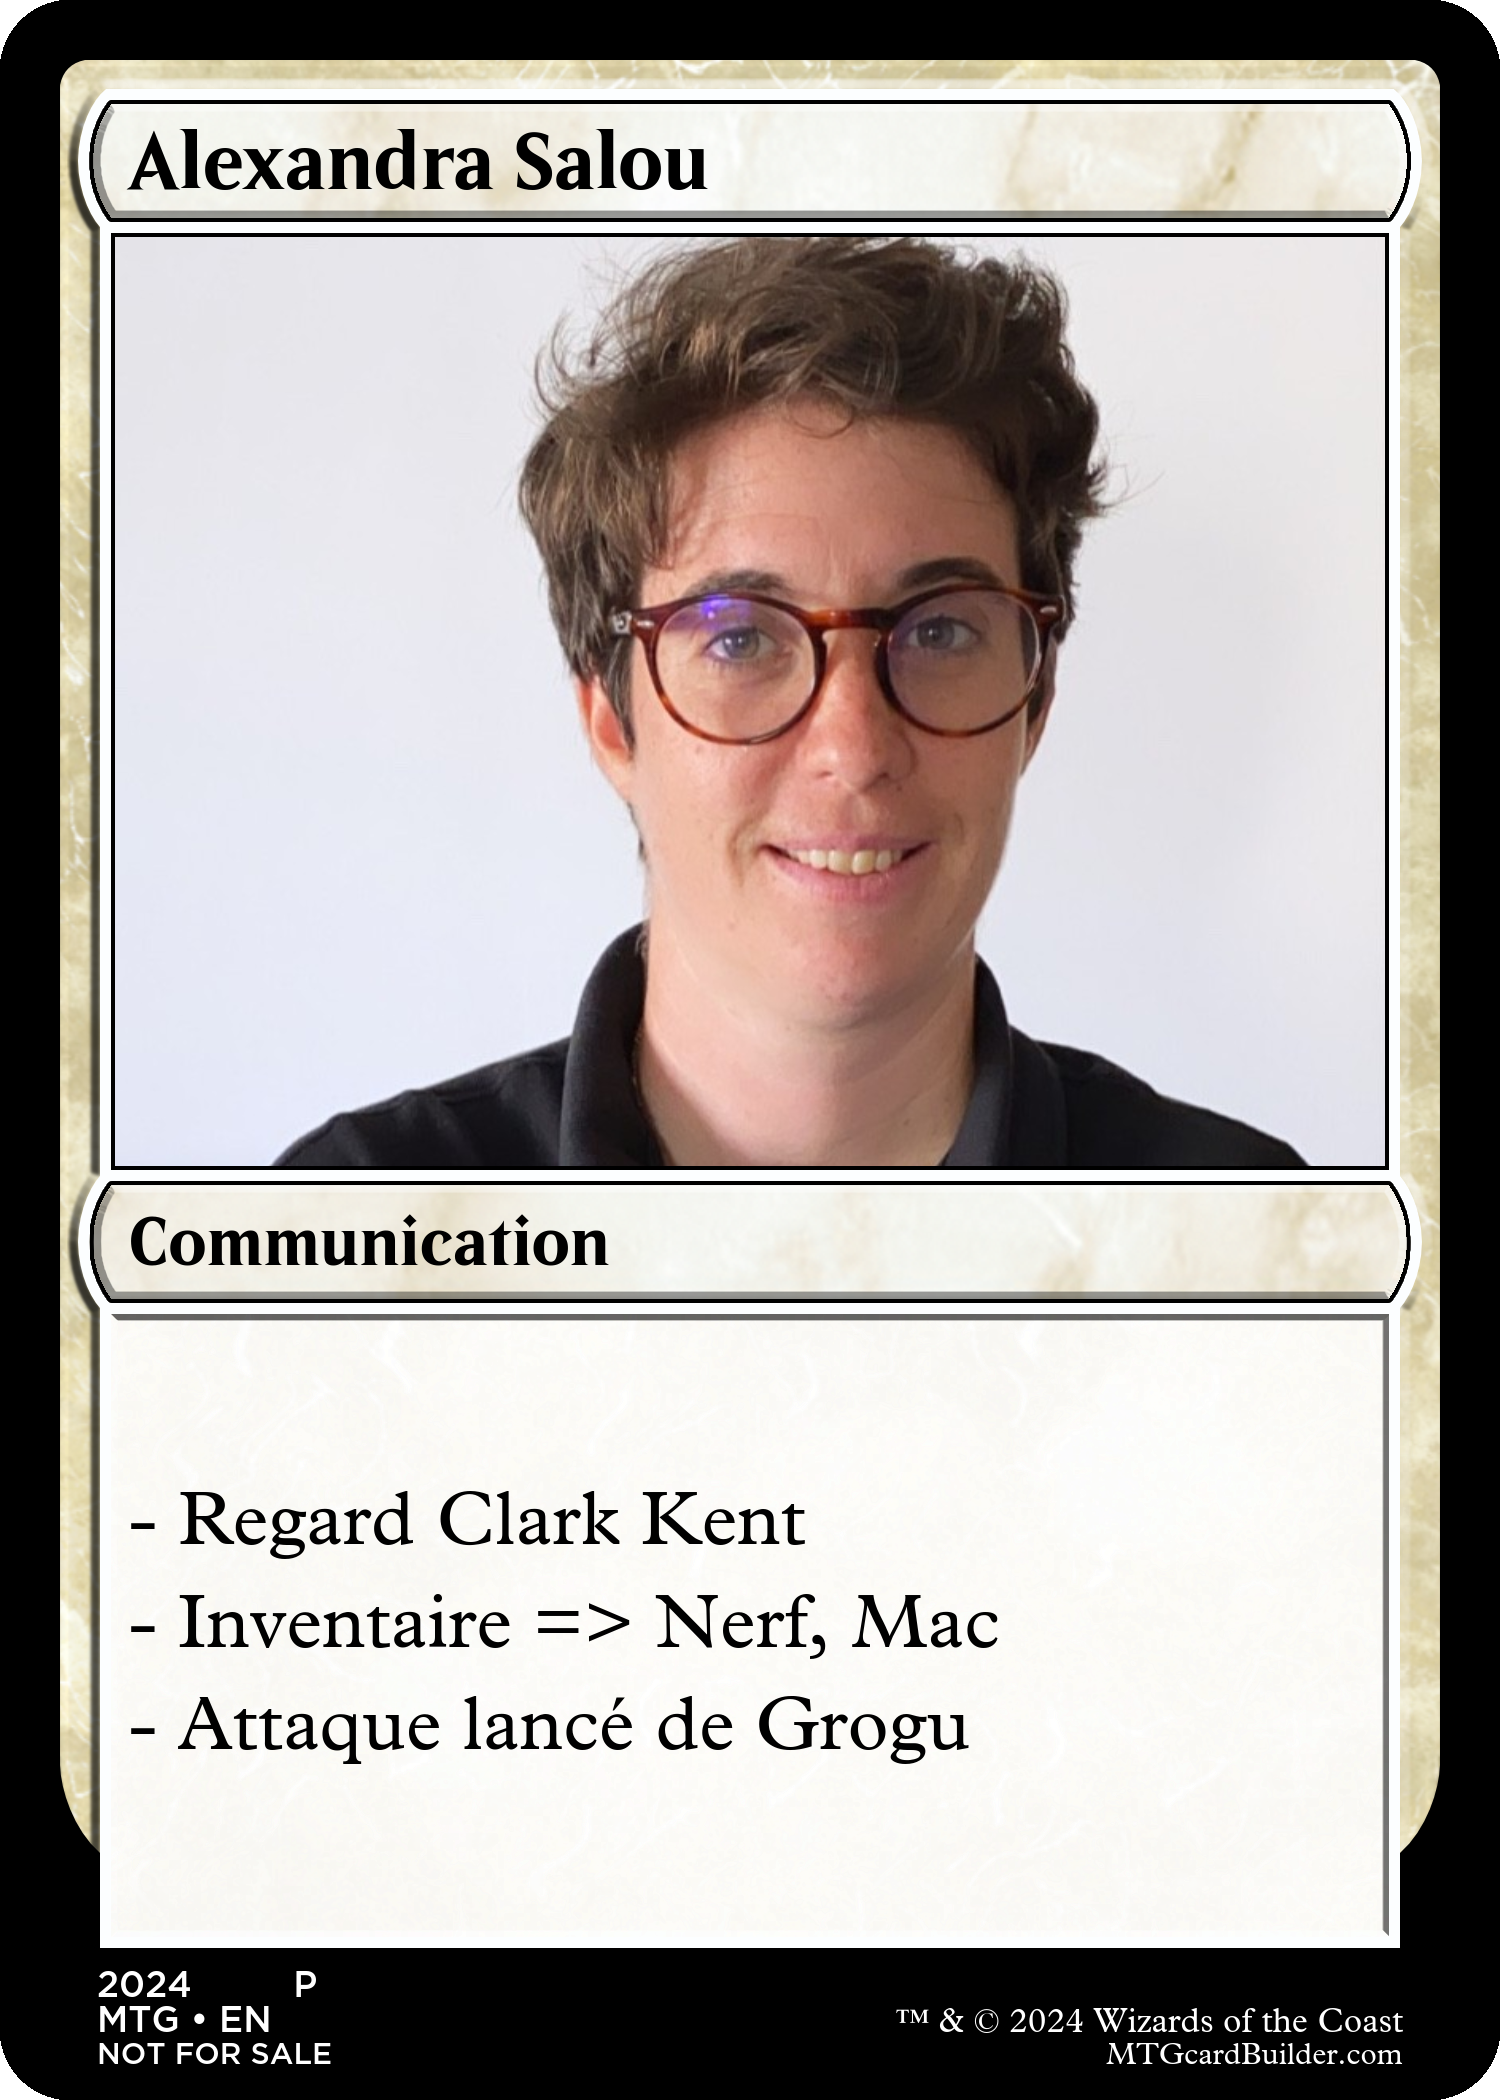 Alexandra Salou
Communication
- Regard Clark Kent
- Inventaire => Nerf, Mac
- Attaque lancé de Grogu
2024 P
MTG • EN
NOT FOR SALE
™ & © 2024 Wizards of the Coast
MTGcardBuilder.com